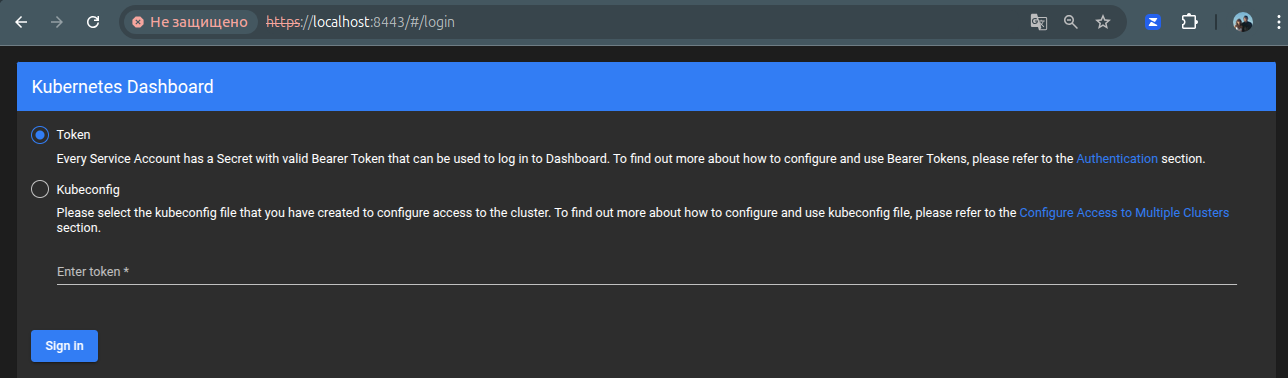 Не защищено https://localhost:8443/#/login
Kubernetes Dashboard
Token
Every Service Account has a Secret with valid Bearer Token that can be used to log in to Dashboard. To find out more about how to configure and use Bearer Tokens, please refer to the Authentication section.
Kubeconfig
Please select the kubeconfig file that you have created to configure access to the cluster. To find out more about how to configure and use kubeconfig file, please refer to the Configure Access to Multiple Clusters
section.
Enter token *
Sign in